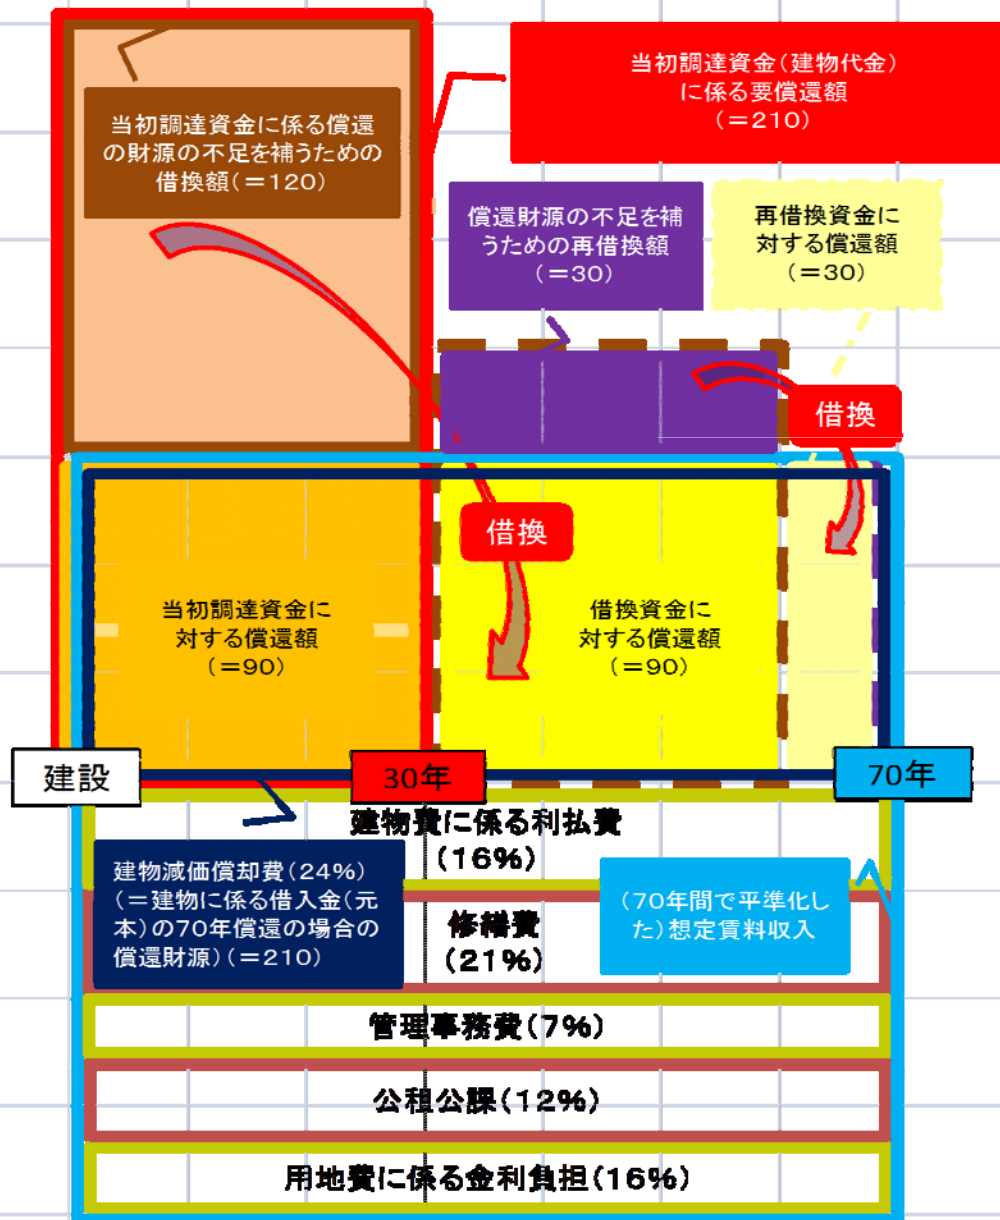 当初調達資金(建物代金)
に係る要償還額
(=210)
当初調達資金に係る償還
の財源の不足を補うための
借換額(=120)
償還財源の不足を補
うための再借換額
(=30)
再借換資金に
対する償還額
(=30)
借換
借換
当初調達資金に
対する償還額
(=90)
借換資金に
対する償還額
(=90)
建設
30年
70年
建物費に係る利払費
(16%)
建物減価償却費(24%)
(=建物に係る借入金(元
本)の70年償還の場合の
償還財源)(=210)
(70年間で平準化し
た)想定賃料収入
修繕費
(21%)
管理事務費(7%)
公租公課(12%)
用地費に係る金利負担(16%)